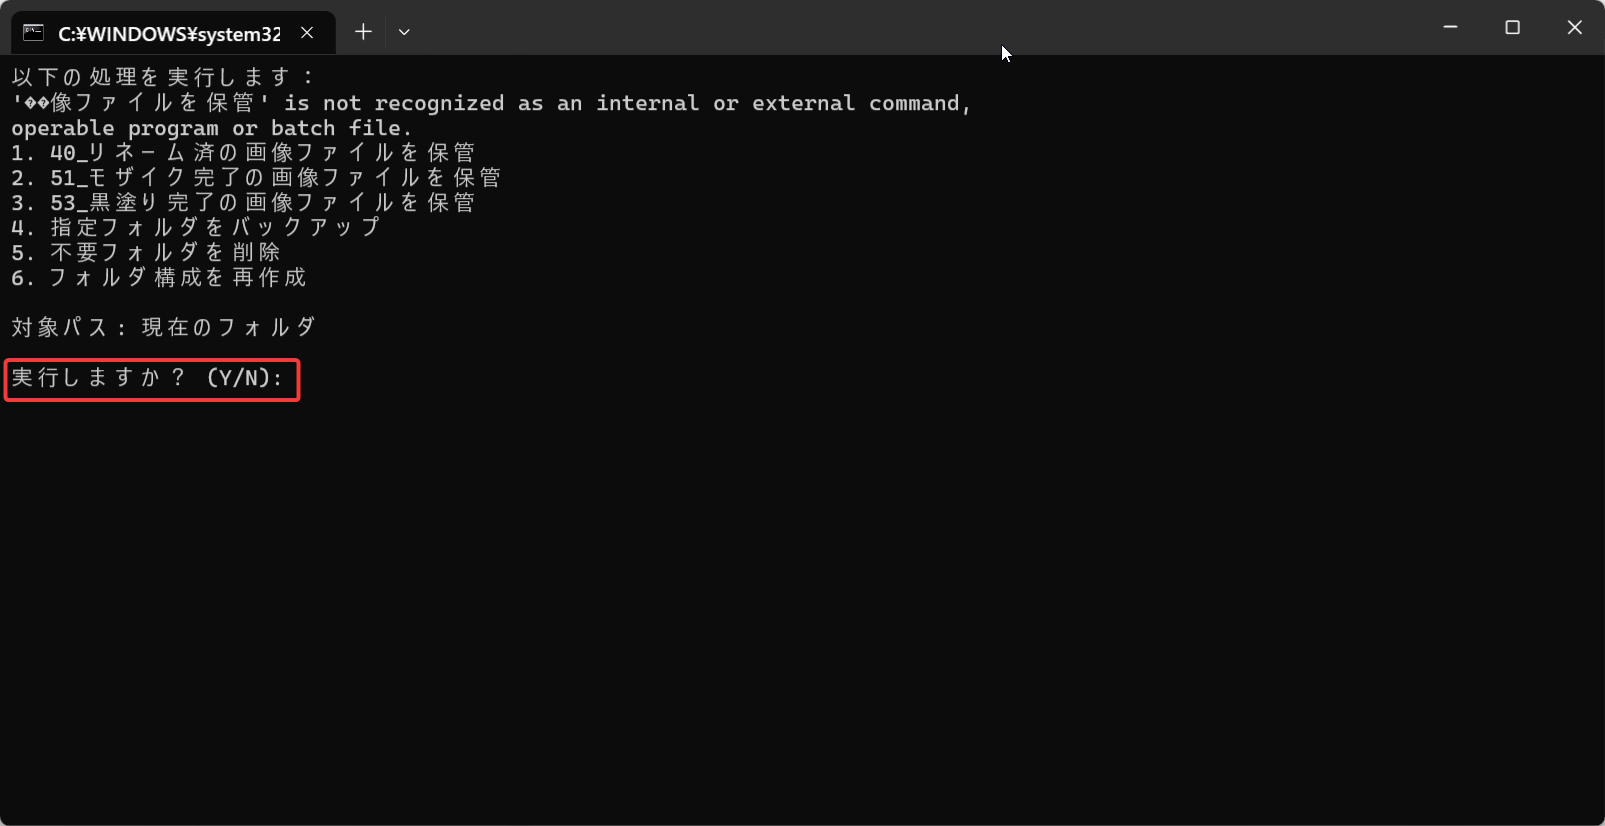 C:¥WINDOWS¥system32
以下の処理を実行します：
'��像ファイルを保管' is not recognized as an internal or external command,
operable program or batch file.
1. 40_リネーム済の画像ファイルを保管
2. 51_モザイク完了の画像ファイルを保管
3. 53_黒塗り完了の画像ファイルを保管
4. 指定フォルダをバックアップ
5. 不要フォルダを削除
6. フォルダ構成を再作成
対象パス: 現在のフォルダ
実行しますか？ (Y/N):